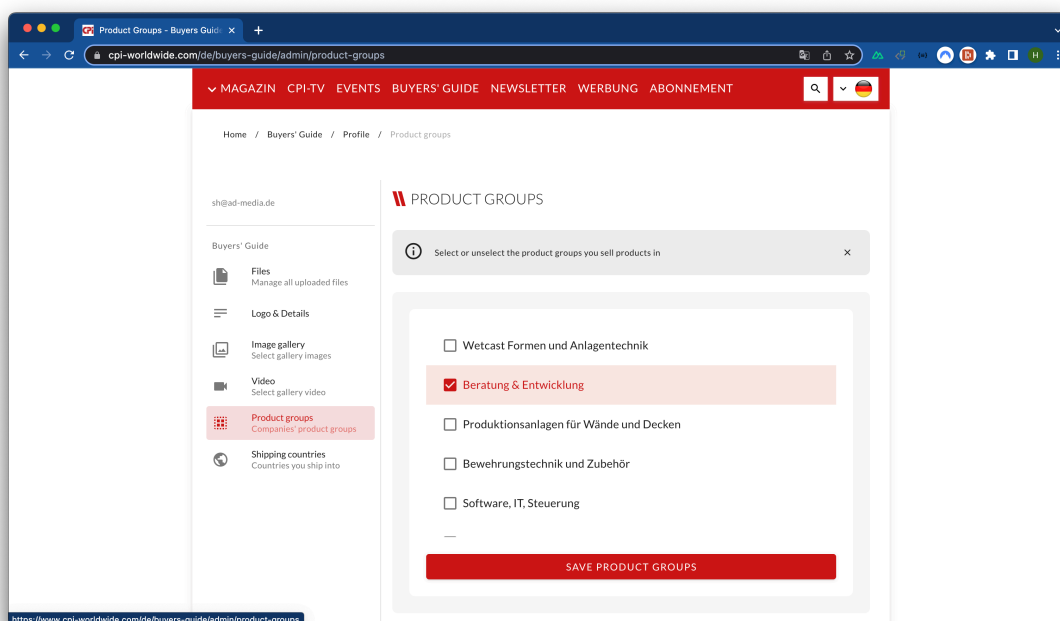 CPi Product Groups - Buyers Guid
cpi-worldwide.com/de/buyers-guide/admin/product-groups
H
MAGAZIN CPI-TV EVENTS BUYERS' GUIDE NEWSLETTER WERBUNG ABONNEMENT
Home / Buyers' Guide / Profile / Product groups
sh@ad-media.de
Buyers' Guide
Files
Manage all uploaded files
Logo & Details
Image gallery
Select gallery images
Video
Select gallery video
Product groups
Companies' product groups
Shipping countries
Countries you ship into
PRODUCT GROUPS
Select or unselect the product groups you sell products in
Wetcast Formen und Anlagentechnik
Beratung & Entwicklung
Produktionsanlagen für Wände und Decken
Bewehrungstechnik und Zubehör
Software, IT, Steuerung
SAVE PRODUCT GROUPS
https://www.cpi-worldwide.com/de/buyers-guide/admin/product-groups